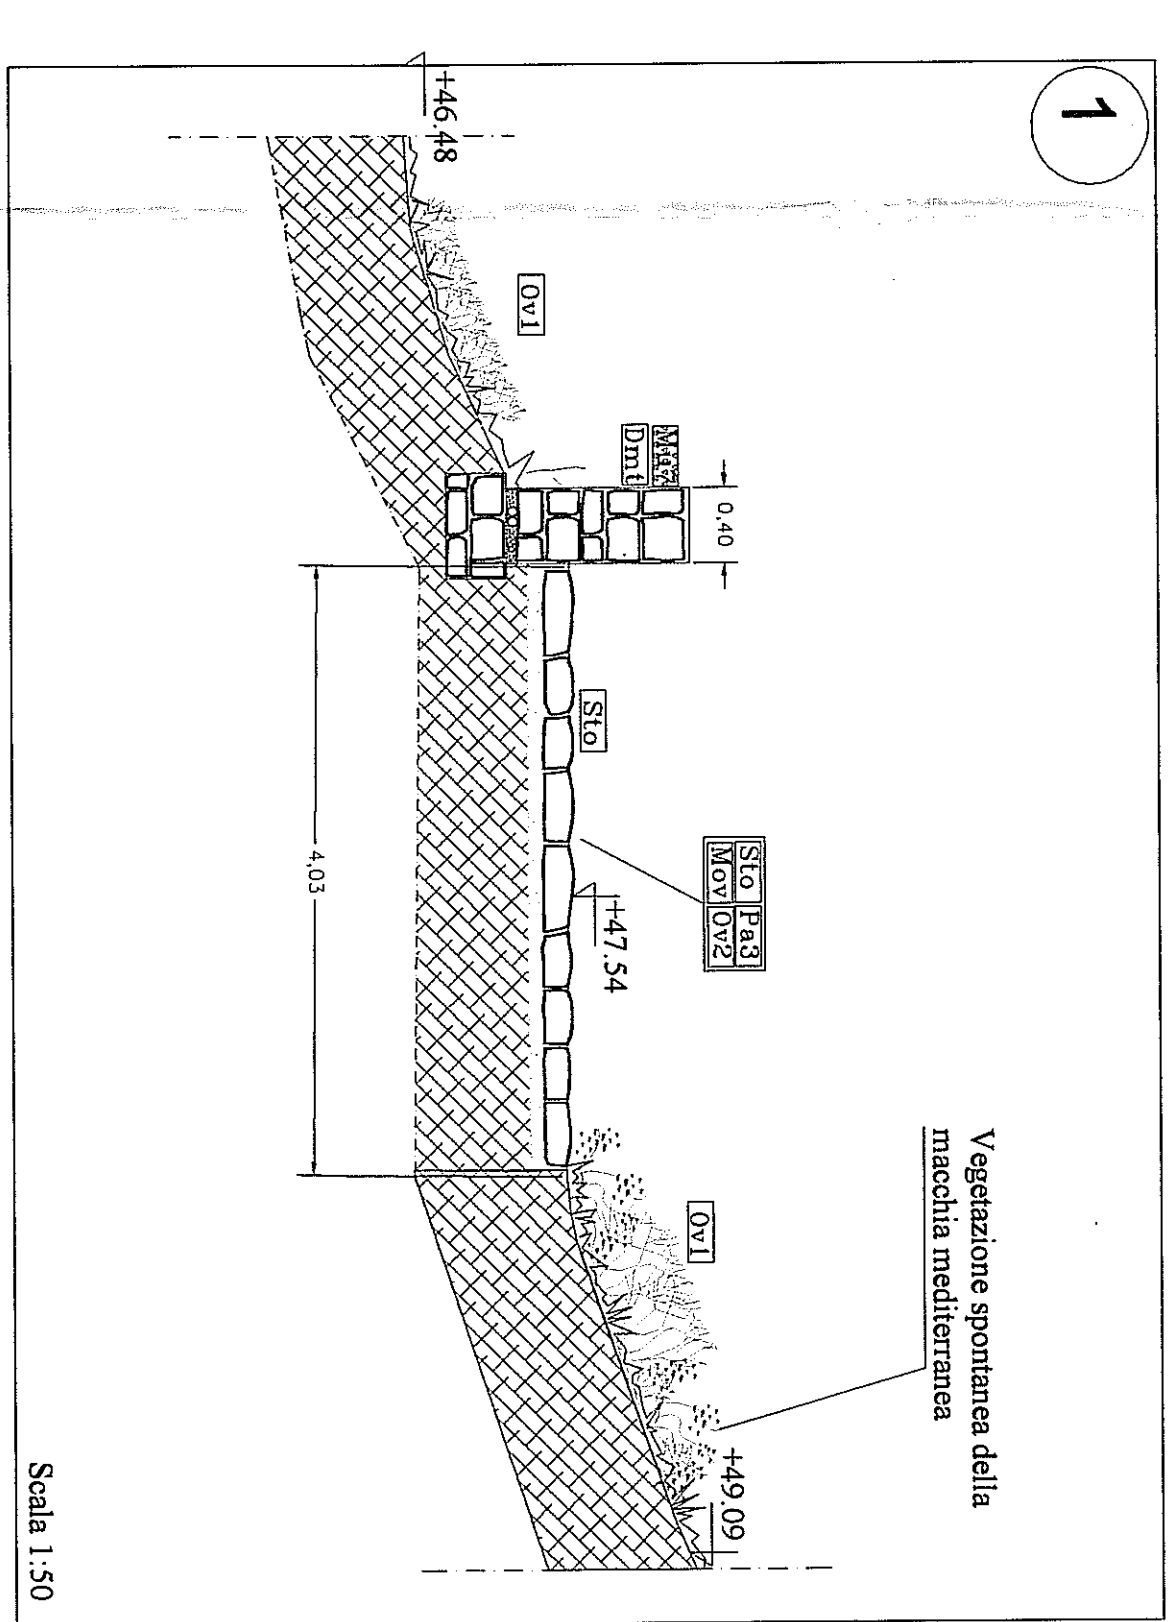 1
+46.48
Ov1
Dmt
0,40
Sto
Sto Pa3
Mov Ov2
+47.54
4,03
Vegetazione spontanea della
macchia mediterranea
Ov1
+49.09
Scala 1:50